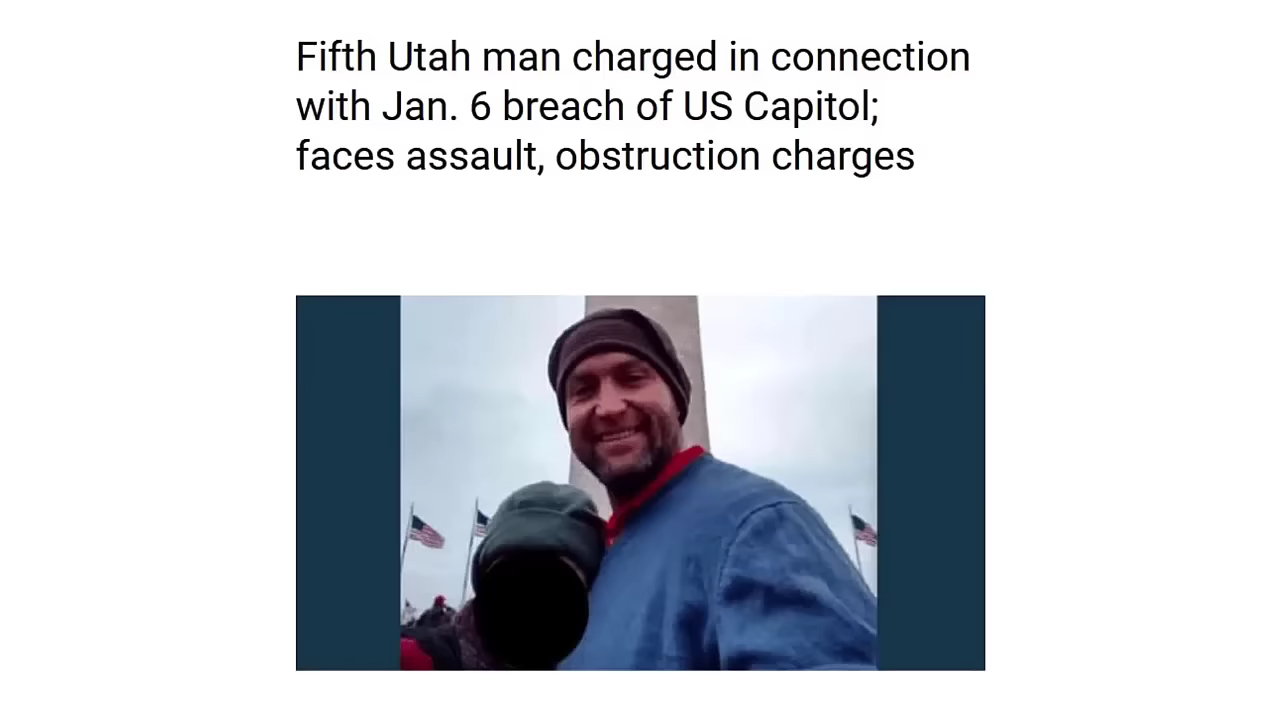 Fifth Utah man charged in connection
with Jan. 6 breach of US Capitol;
faces assault, obstruction charges